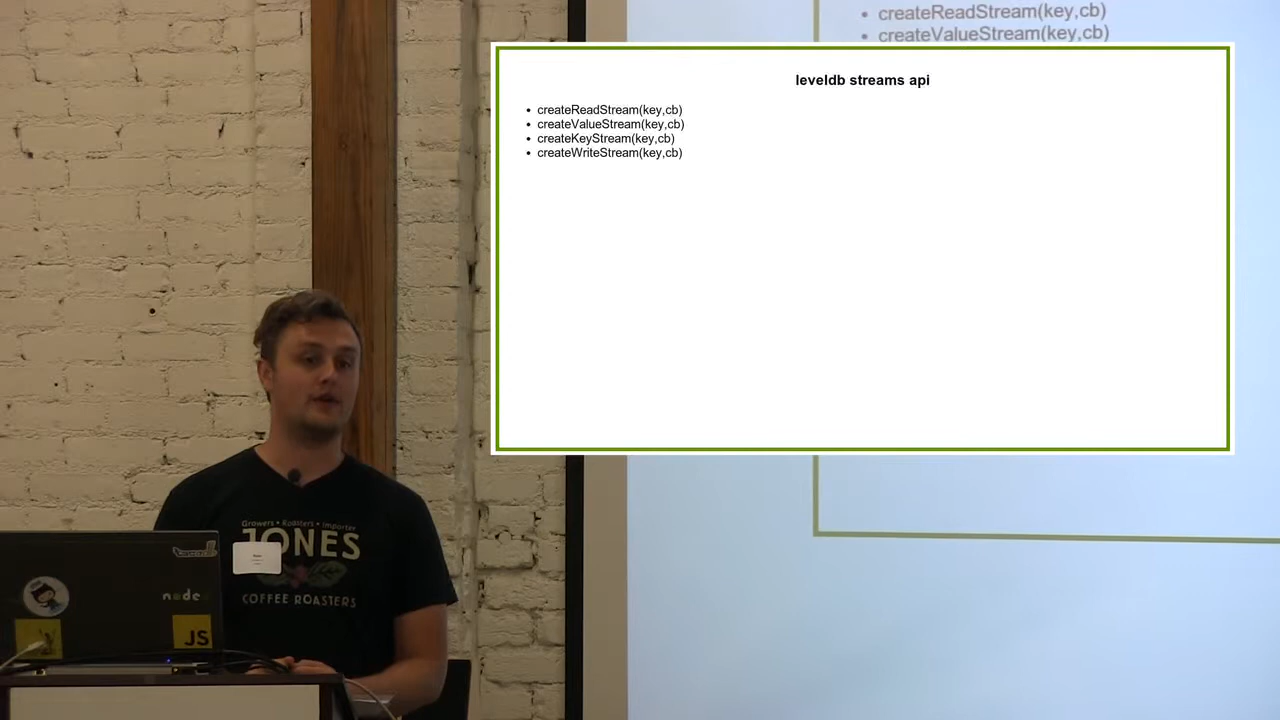 createReadStream(key,cb)
createValueStream(key,cb)
leveldb streams api
createReadStream(key,cb)
createValueStream(key,cb)
createKeyStream(key,cb)
createWriteStream(key,cb)
Growers • Roasters • Importer
JONES
COFFEE ROASTERS
node
JS